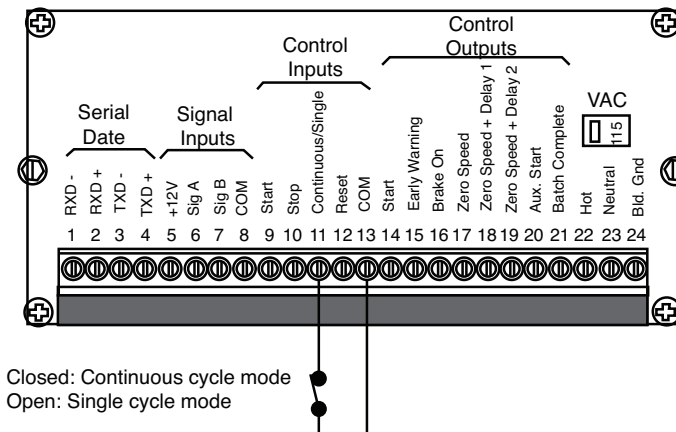 Control
Outputs
Control
Inputs
Serial
Date
Signal
Inputs
VAC
115
RXD -
RXD +
TXD -
TXD +
+12V
Sig A
Sig B
COM
Start
Stop
Continuous/Single
Reset
COM
Start
Early Warning
Brake On
Zero Speed
Zero Speed + Delay 1
Zero Speed + Delay 2
Aux. Start
Batch Complete
Hot
Neutral
Bld. Gnd
1 2 3 4 5 6 7 8 9 10 11 12 13 14 15 16 17 18 19 20 21 22 23 24
Closed: Continuous cycle mode
Open: Single cycle mode